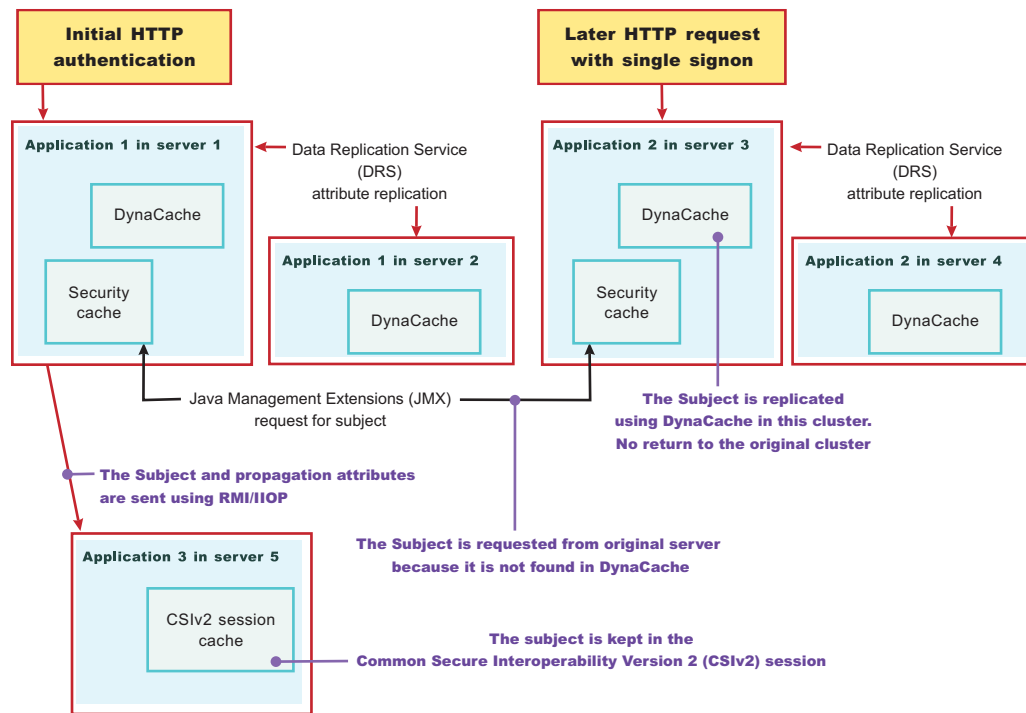 Initial HTTP
authentication
Later HTTP request
with single signon
Application 1 in server 1
DynaCache
Security
cache
Data Replication Service
(DRS)
attribute replication
Application 1 in server 2
DynaCache
Application 2 in server 3
DynaCache
Security
cache
Data Replication Service
(DRS)
attribute replication
Application 2 in server 4
DynaCache
Java Management Extensions (JMX)
request for subject
The Subject is replicated
using DynaCache in this cluster.
No return to the original cluster
The Subject and propagation attributes
are sent using RMI/IIOP
The Subject is requested from original server
because it is not found in DynaCache
Application 3 in server 5
CSIv2 session
cache
The subject is kept in the
Common Secure Interoperability Version 2 (CSIv2) session